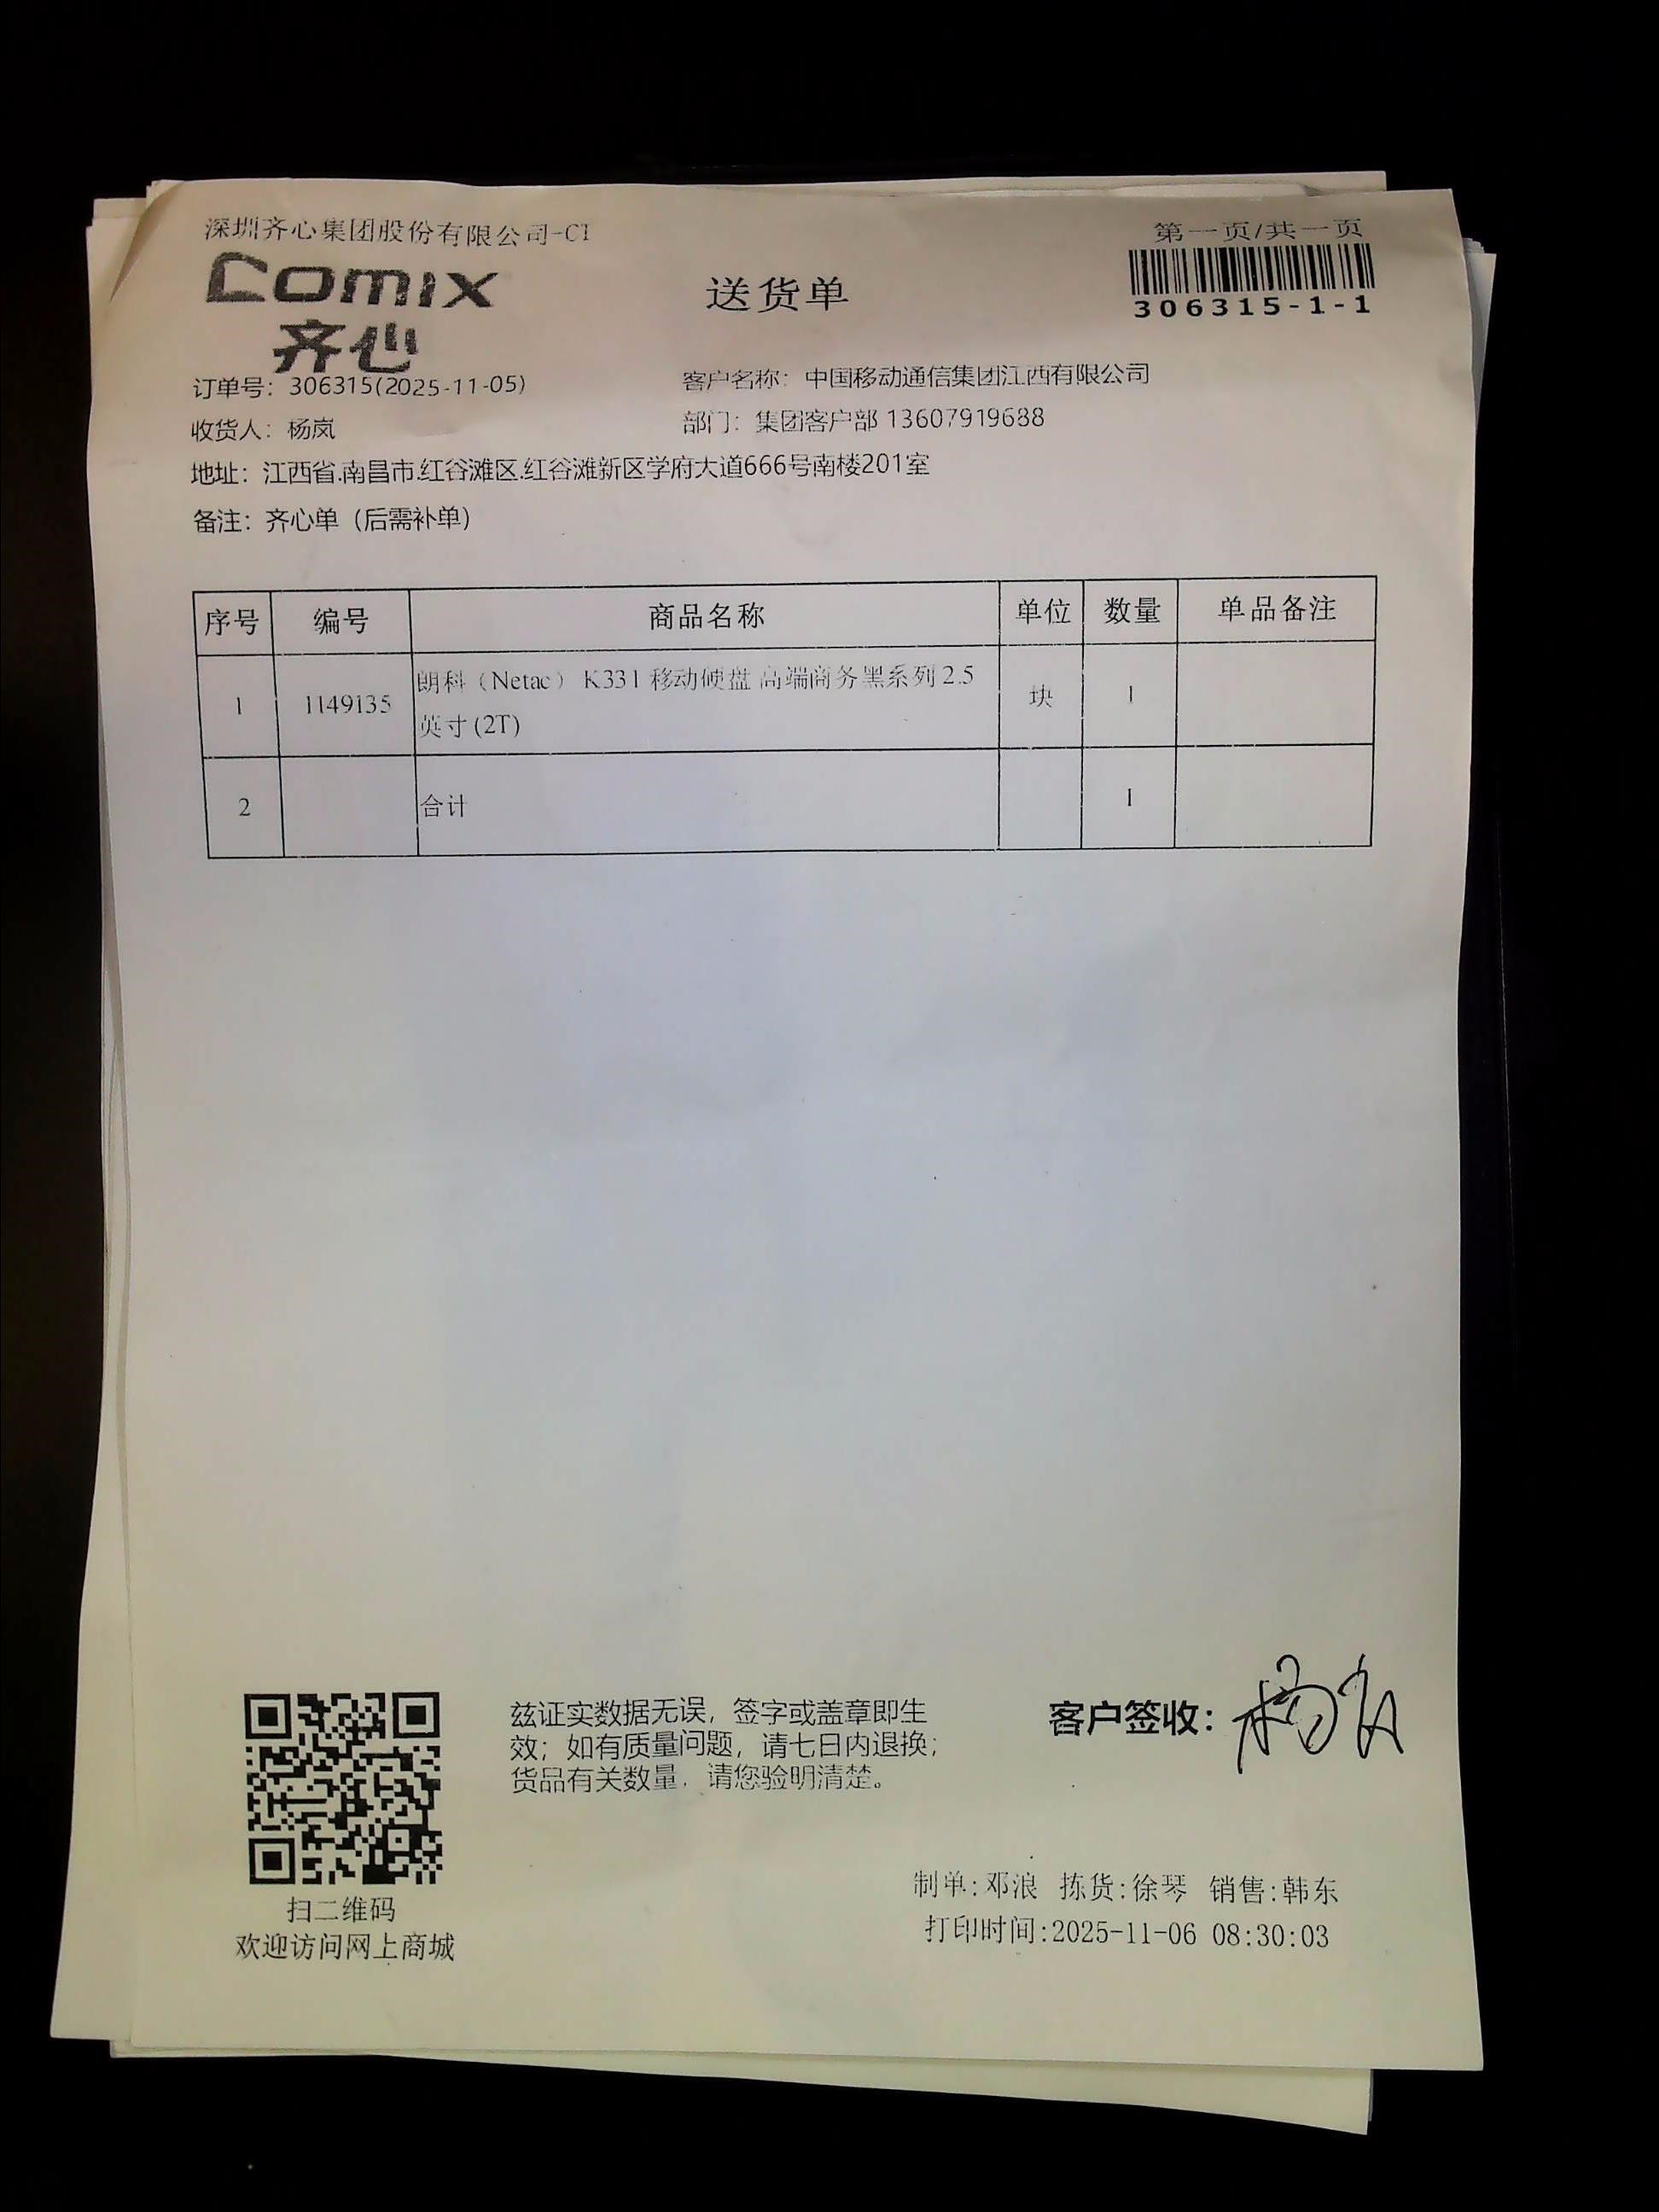 深圳齐心集团股份有限公司-CT
第一页/共一页
Comix
齐心
送货单
306315-1-1
订单号：306315(2025-11-05)
客户名称：中国移动通信集团江西有限公司
收货人：杨岚
部门：集团客户部 13607919688
地址：江西省.南昌市.红谷滩区.红谷滩新区学府大道666号南楼201室
备注：齐心单（后需补单）
序号 编号 商品名称 单位 数量 单品备注
1 1149135 朗科（Netac） K331 移动硬盘 高端商务黑系列 2.5 块 1
英寸 (2T)
2 合计 1
兹证实数据无误，签字或盖章即生
效；如有质量问题，请七日内退换；
货品有关数量，请您验明清楚。
客户签收：杨岚
扫二维码
欢迎访问网上商城
制单:邓浪 拣货:徐琴 销售:韩东
打印时间:2025-11-06 08:30:03